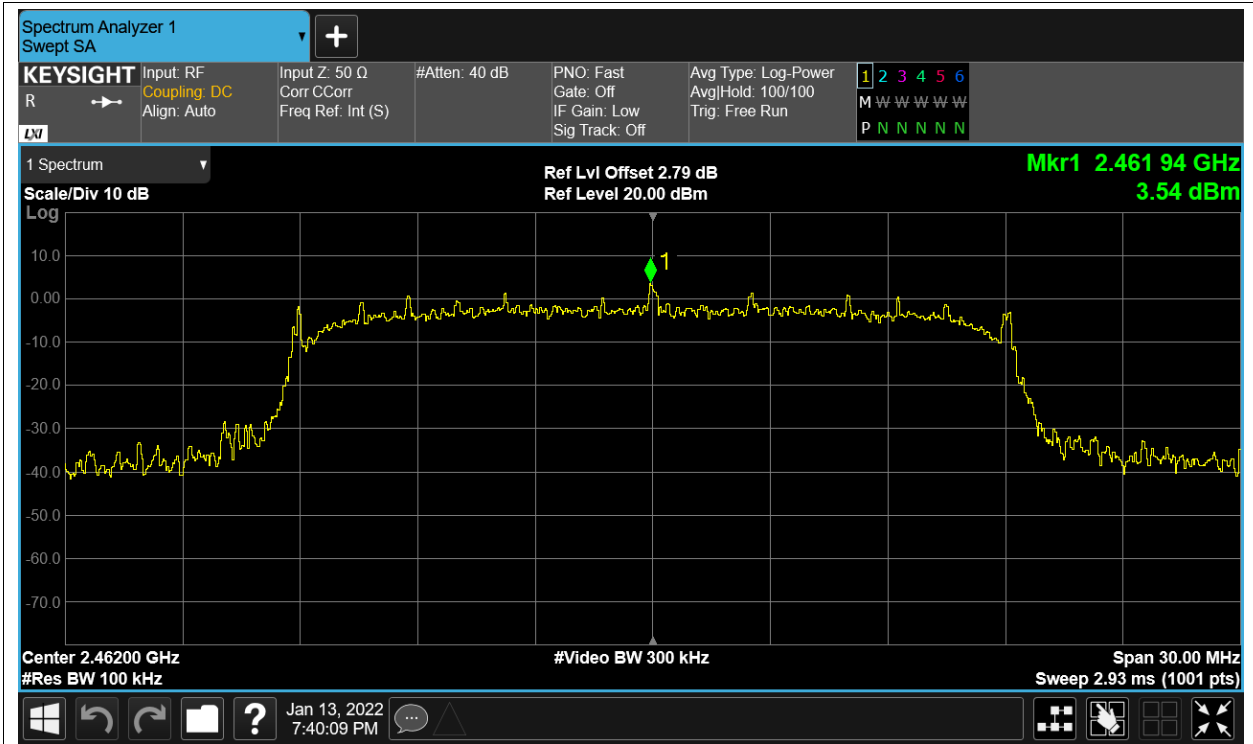 Spectrum Analyzer 1
Swept SA
KEYSIGHT
R
LXI
Input: RF
Coupling: DC
Align: Auto
Input Z: 50 Ω
Corr CCorr
Freq Ref: Int (S)
#Atten: 40 dB
PNO: Fast
Gate: Off
IF Gain: Low
Sig Track: Off
Avg Type: Log-Power
Avg|Hold: 100/100
Trig: Free Run
1 2 3 4 5 6
M W W W W W
P N N N N N
1 Spectrum
Scale/Div 10 dB
Log
Ref Lvl Offset 2.79 dB
Ref Level 20.00 dBm
Mkr1 2.461 94 GHz
3.54 dBm
1
10.0
0.00
-10.0
-20.0
-30.0
-40.0
-50.0
-60.0
-70.0
Center 2.46200 GHz
#Res BW 100 kHz
#Video BW 300 kHz
Span 30.00 MHz
Sweep 2.93 ms (1001 pts)
?
Jan 13, 2022
7:40:09 PM